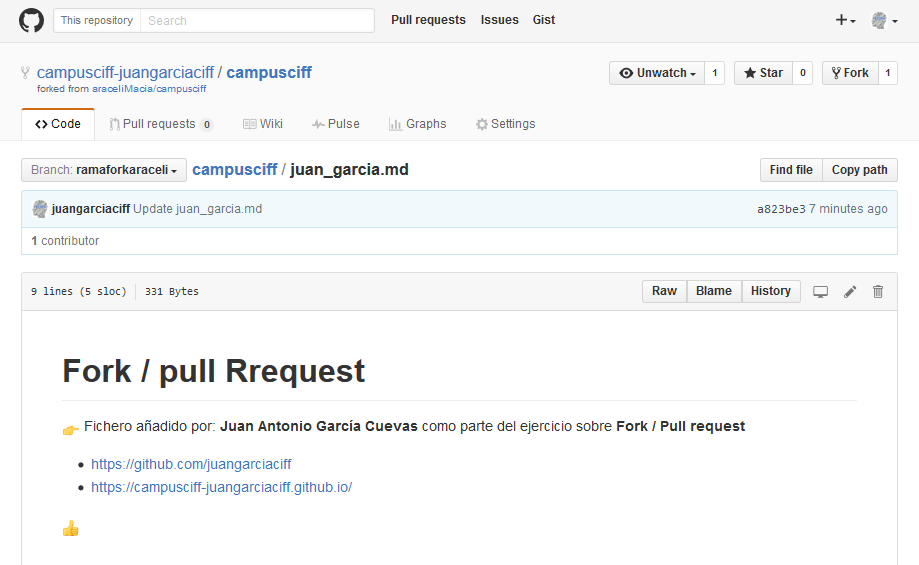 This repository Search Pull requests Issues Gist
campusciff-juangarciaciff / campusciff
Unwatch 1 Star 0 Fork 1
forked from araceliMacia/campusciff
Code Pull requests 0 Wiki Pulse Graphs Settings
Branch: ramaforkaraceli campusciff / juan_garcia.md Find file Copy path
juangarciaciff Update juan_garcia.md a823be3 7 minutes ago
1 contributor
9 lines (5 sloc) 331 Bytes Raw Blame History
Fork / pull Rrequest
Fichero añadido por: Juan Antonio García Cuevas como parte del ejercicio sobre Fork / Pull request
https://github.com/juangarciaciff
https://campusciff-juangarciaciff.github.io/